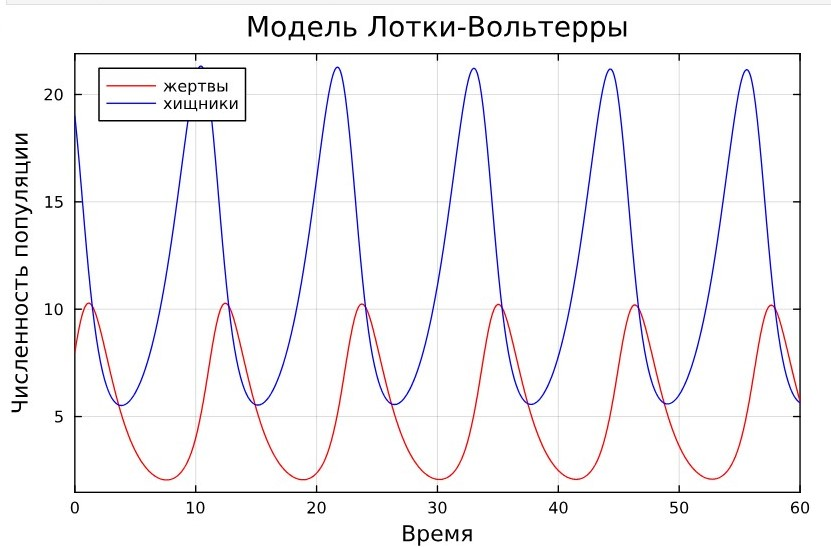 Модель Лотки-Вольтерры
жертвы
хищники
Численность популяции
20
15
10
5
0 10 20 30 40 50 60
Время